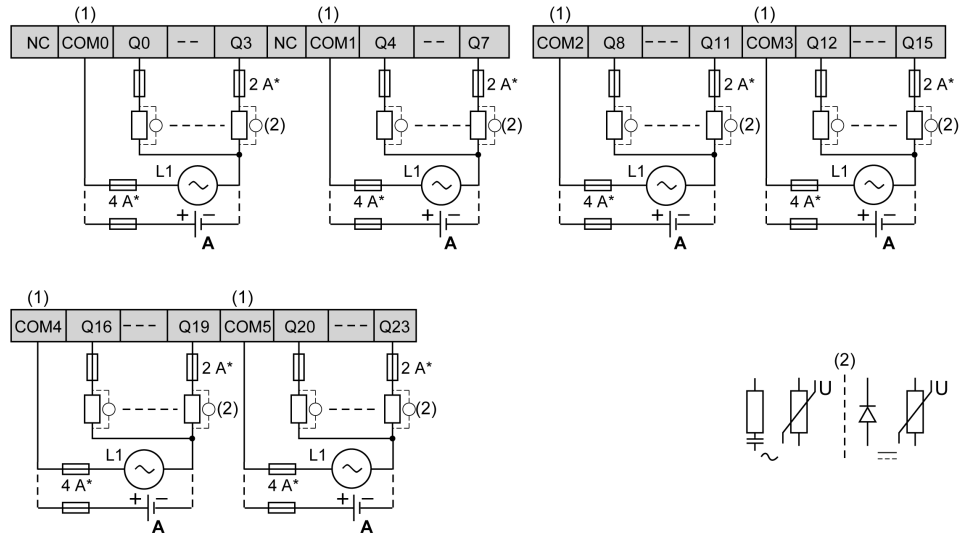 (1) (1) (1) (1)
NC COM0 Q0 -- Q3 NC COM1 Q4 -- Q7 COM2 Q8 --- Q11 COM3 Q12 --- Q15
2 A* 2 A* 2 A* 2 A*
(2) (2) (2) (2)
L1 L1 L1 L1
4 A* 4 A* 4 A* 4 A*
+ − + − + − + −
A A A A
(1) (1)
COM4 Q16 --- Q19 COM5 Q20 --- Q23
2 A* 2 A*
(2) (2)
L1 L1
4 A* 4 A*
+ − + −
A A
(2)
U U